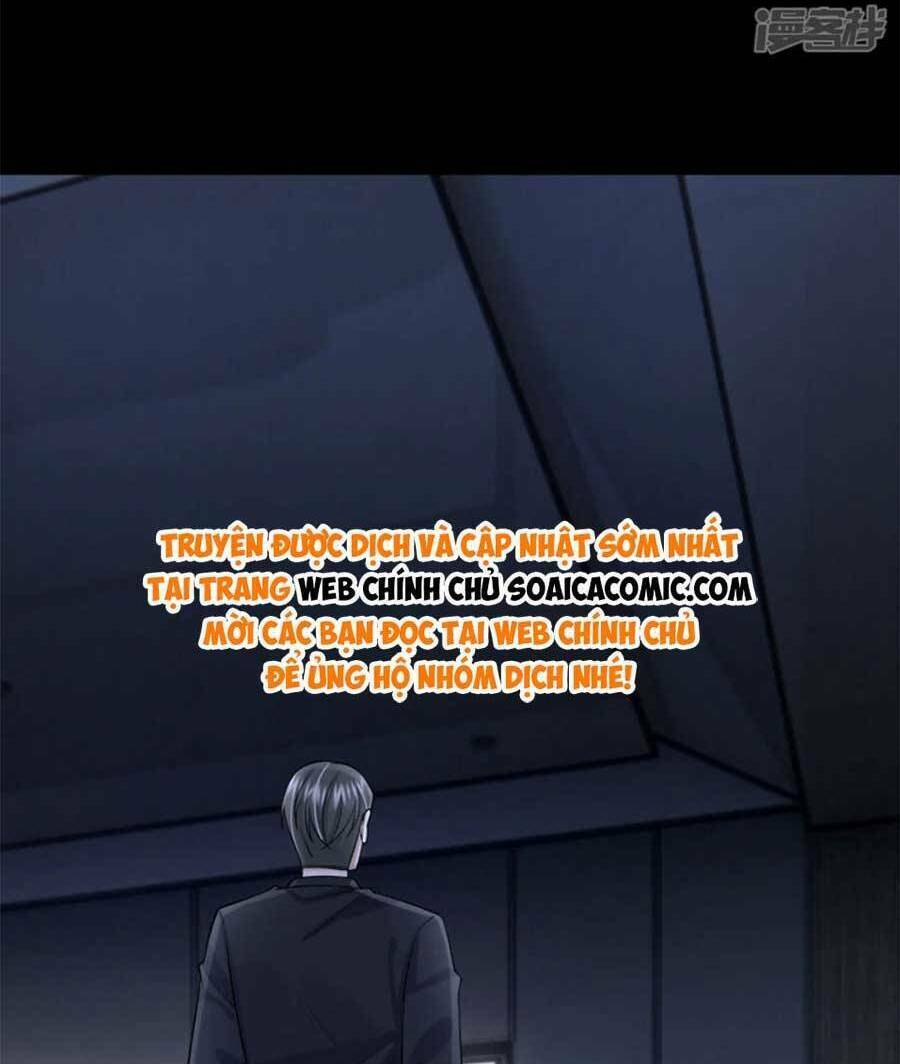 漫客栈
TRUYỆN ĐƯỢC DỊCH VÀ CẬP NHẬT SỚM NHẤT
TẠI TRANG WEB CHÍNH CHỦ SOAICACOMIC.COM
MỜI CÁC BẠN ĐỌC TẠI WEB CHÍNH CHỦ
ĐỂ ỦNG HỘ NHÓM DỊCH NHÉ!